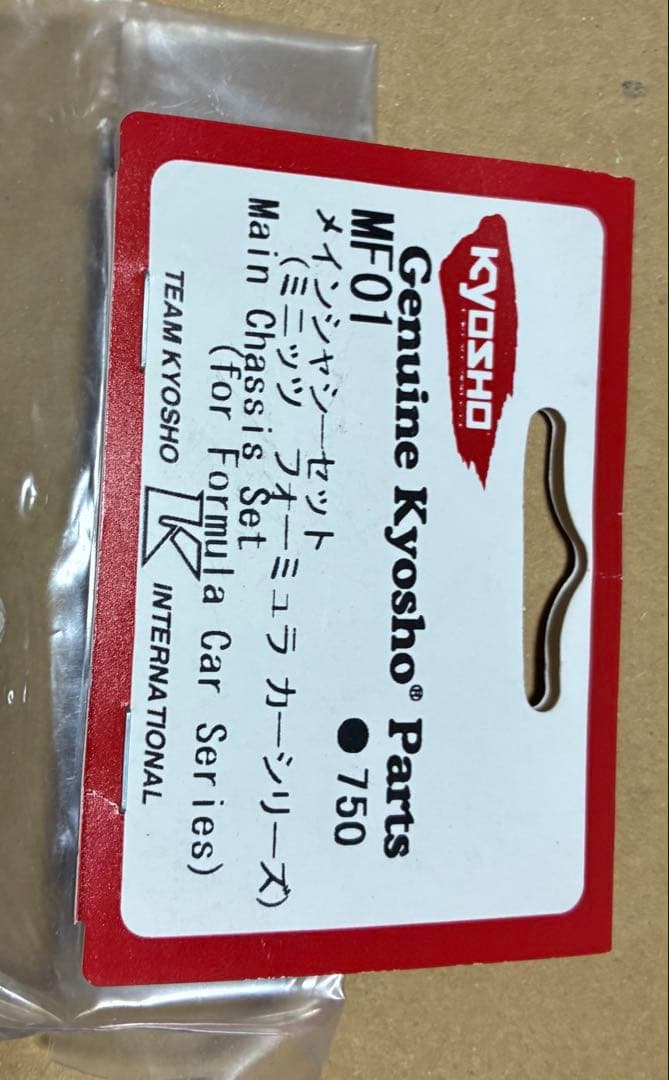 KYOSHO
Genuine Kyosho® Parts
MF01 ●750
メインシャシーセット
(ミニッツ フォーミュラ カーシリーズ)
Main Chassis Set
(for Formula Car Series)
TEAM KYOSHO K INTERNATIONAL